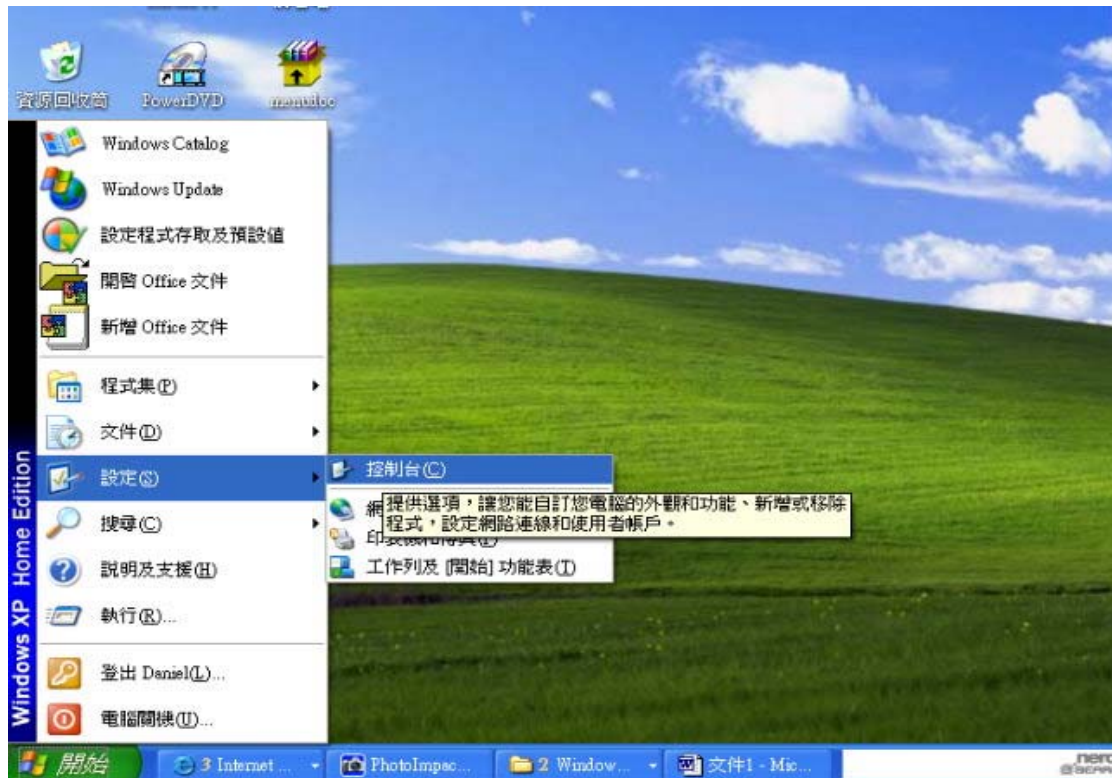 資源回收筒
PowerDVD
Windows Catalog
Windows Update
設定程式存取及預設值
開啟 Office 文件
新增 Office 文件
程式集(P)
文件(D)
設定(S)
搜尋(C)
說明及支援(H)
執行(R)...
登出 Daniel(L)...
電腦關機(U)...
Windows XP Home Edition
控制台(C)
網
提供選項，讓您能自訂您電腦的外觀和功能、新增或移除
程式，設定網路連線和使用者帳戶。
工作列及 [開始] 功能表(T)
開始
3 Internet ...
PhotoImpac...
2 Window...
文件1 - Mic...